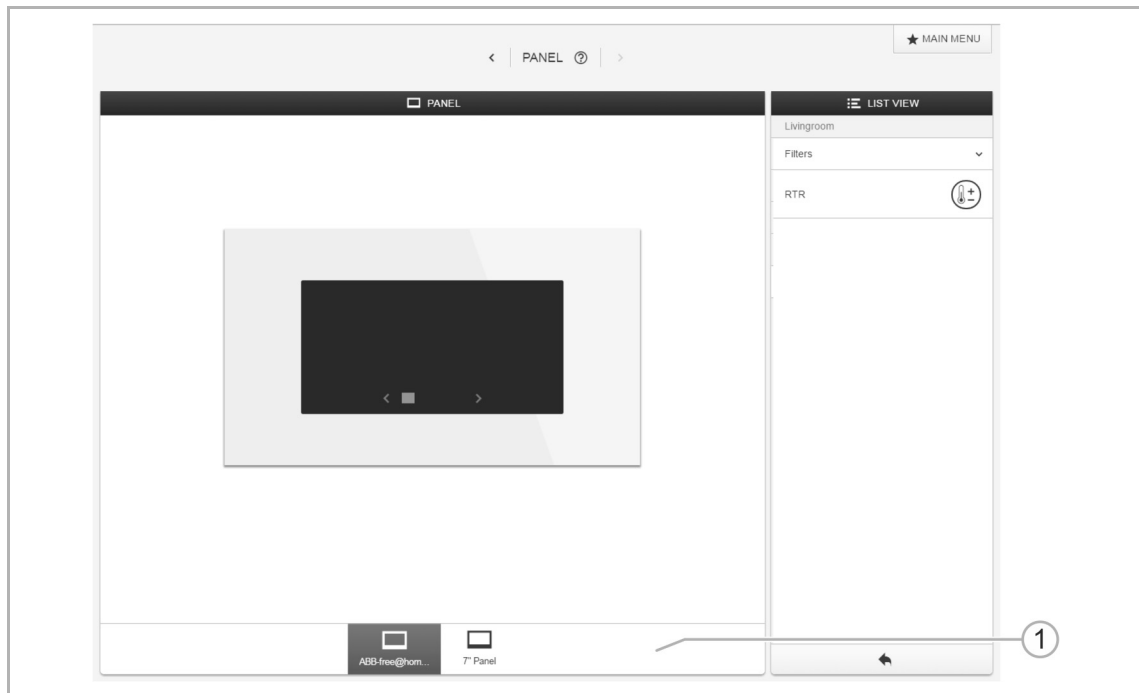 MAIN MENU
PANEL
PANEL
LIST VIEW
Livingroom
Filters
RTR
ABB-free@hom...
7" Panel
1